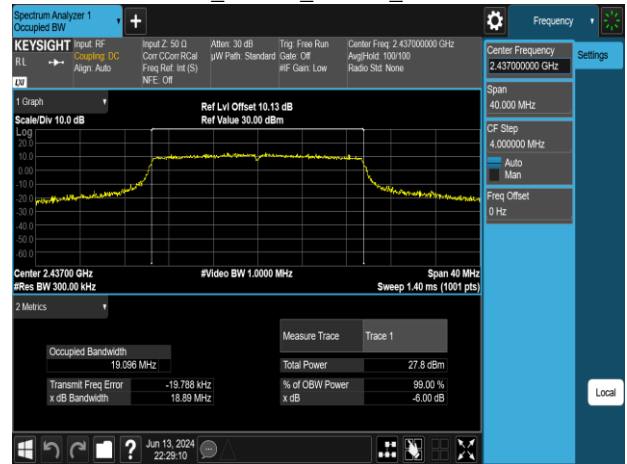 Spectrum Analyzer 1
Occupied BW
Frequency
KEYSIGHT
RL
Align: Auto
LXI
Input: RF
Coupling: DC
Input Z: 50 Ω
Corr CCorr RCal
Freq Ref: Int (S)
NFE: Off
Atten: 30 dB
µW Path: Standard
Trig: Free Run
Gate: Off
#IF Gain: Low
Center Freq: 2.437000000 GHz
Avg|Hold: 100/100
Radio Std: None
Center Frequency
2.437000000 GHz
Settings
Span
40.000 MHz
CF Step
4.000000 MHz
Auto
Man
Freq Offset
0 Hz
Local
1 Graph
Scale/Div 10.0 dB
Ref Lvl Offset 10.13 dB
Ref Value 30.00 dBm
Log
20.0
10.0
0.00
-10.0
-20.0
-30.0
-40.0
-50.0
-60.0
Center 2.43700 GHz
#Res BW 300.00 kHz
#Video BW 1.0000 MHz
Span 40 MHz
Sweep 1.40 ms (1001 pts)
2 Metrics
Measure Trace Trace 1
Occupied Bandwidth
19.096 MHz
Total Power 27.8 dBm
Transmit Freq Error -19.788 kHz
% of OBW Power 99.00 %
x dB Bandwidth 18.89 MHz
x dB -6.00 dB
Jun 13, 2024
22:29:10